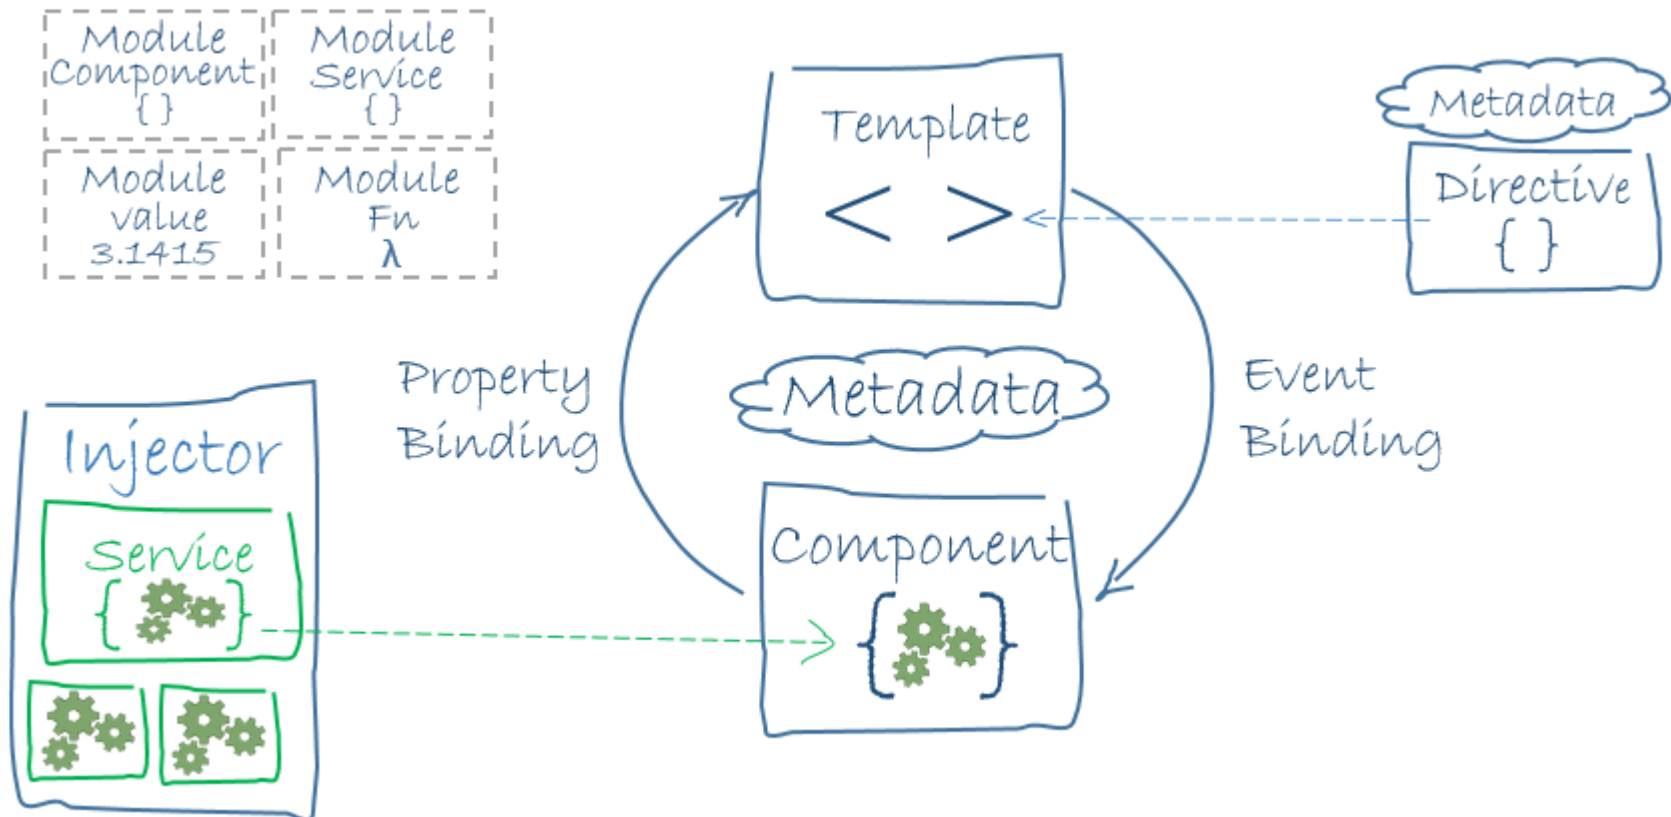 Module
Component
{ }
Module
Service
{ }
Module
value
3.1415
Module
Fn
λ
Template
< >
Metadata
Directive
{ }
Property
Binding
Metadata
Event
Binding
Injector
Service
{ }
Component
{ }